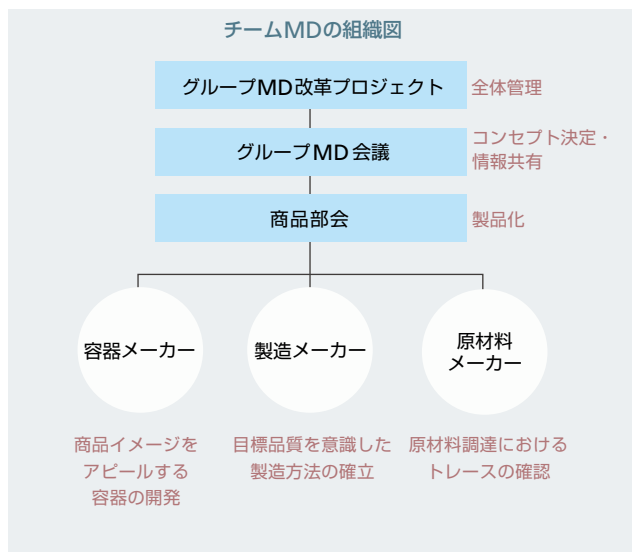 チームMDの組織図
グループMD改革プロジェクト
全体管理
グループMD会議
コンセプト決定・
情報共有
商品部会
製品化
容器メーカー
製造メーカー
原材料
メーカー
商品イメージを
アピールする
容器の開発
目標品質を意識した
製造方法の確立
原材料調達における
トレースの確認